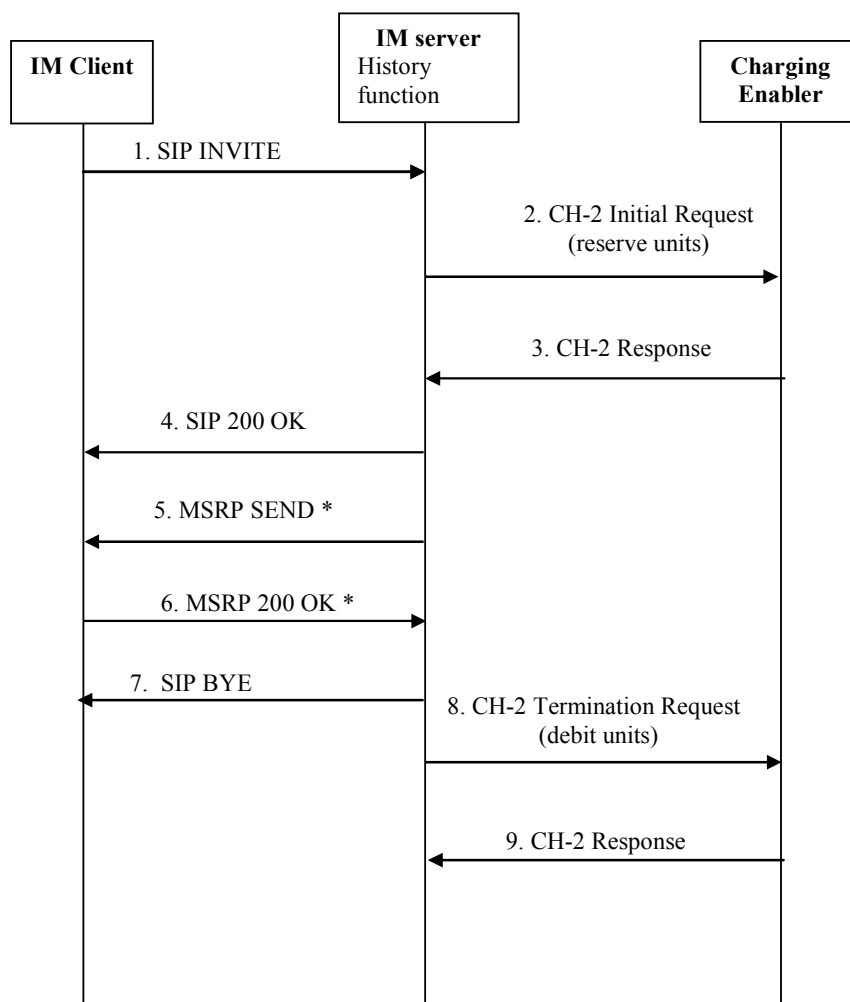 IM Client
IM server
History
function
Charging
Enabler
1. SIP INVITE
2. CH-2 Initial Request
(reserve units)
3. CH-2 Response
4. SIP 200 OK
5. MSRP SEND *
6. MSRP 200 OK *
7. SIP BYE
8. CH-2 Termination Request
(debit units)
9. CH-2 Response